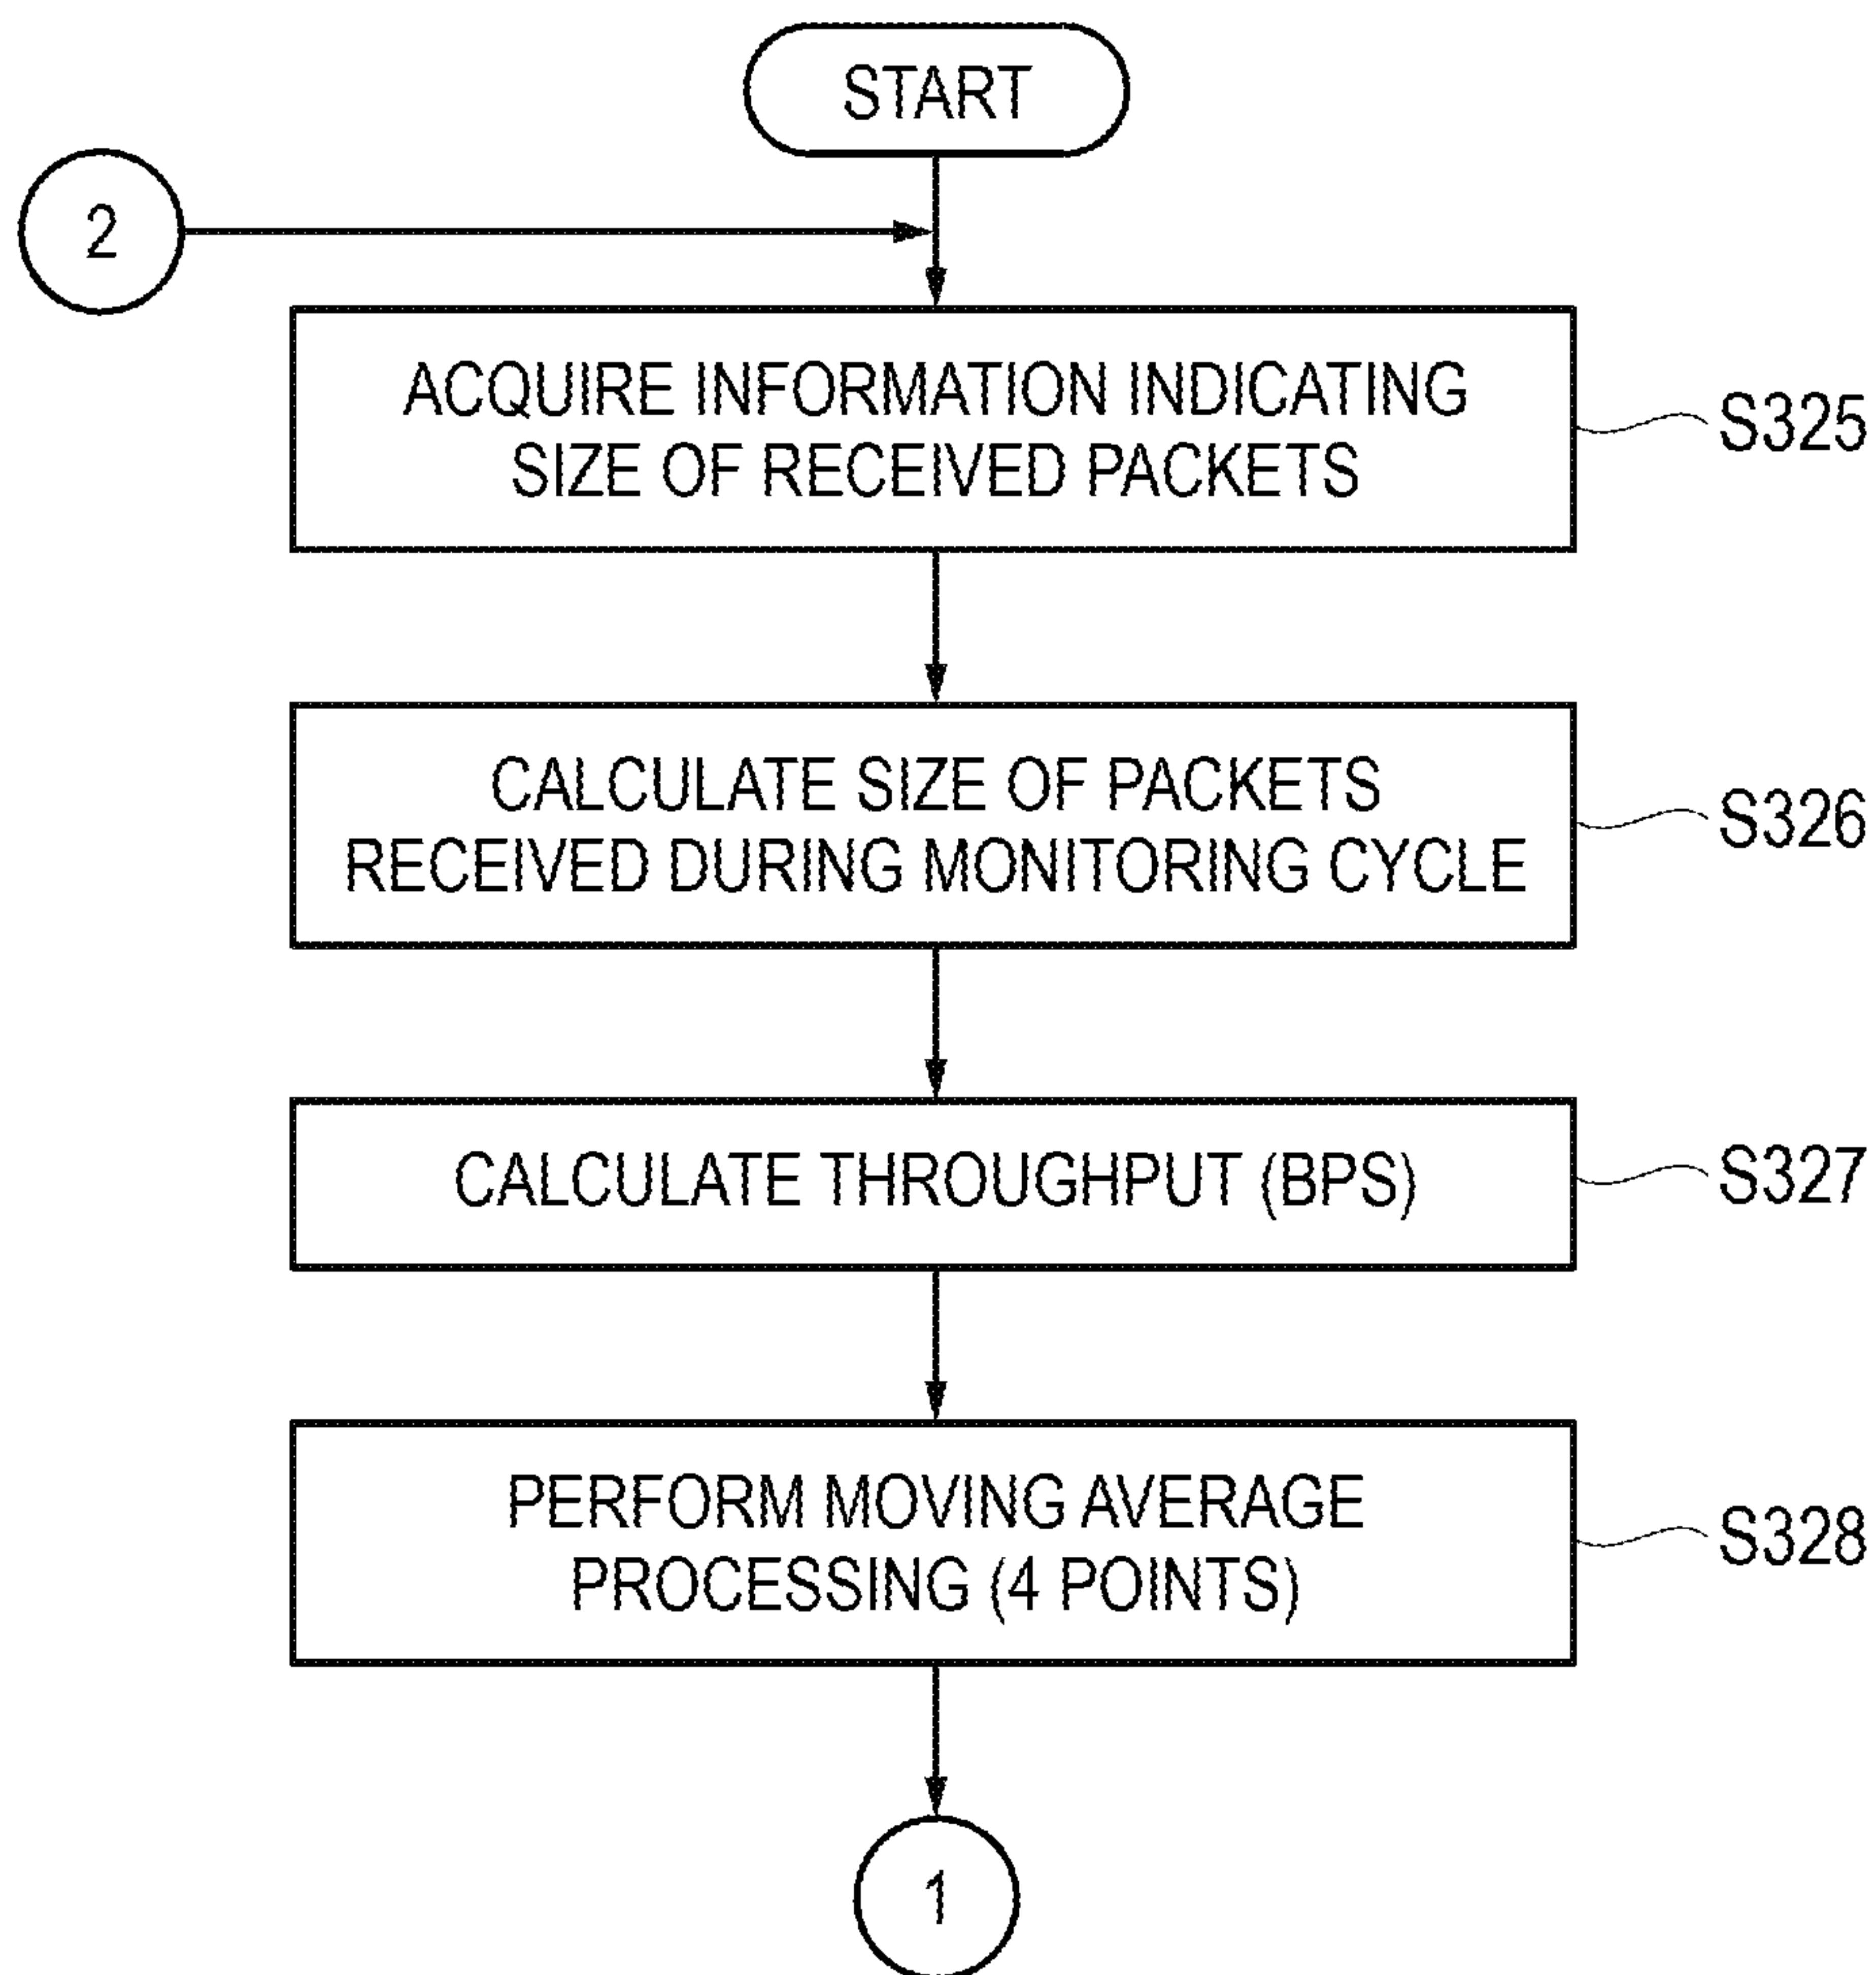 START
2
ACQUIRE INFORMATION INDICATING
SIZE OF RECEIVED PACKETS
S325
CALCULATE SIZE OF PACKETS
RECEIVED DURING MONITORING CYCLE
S326
CALCULATE THROUGHPUT (BPS)
S327
PERFORM MOVING AVERAGE
PROCESSING (4 POINTS)
S328
1